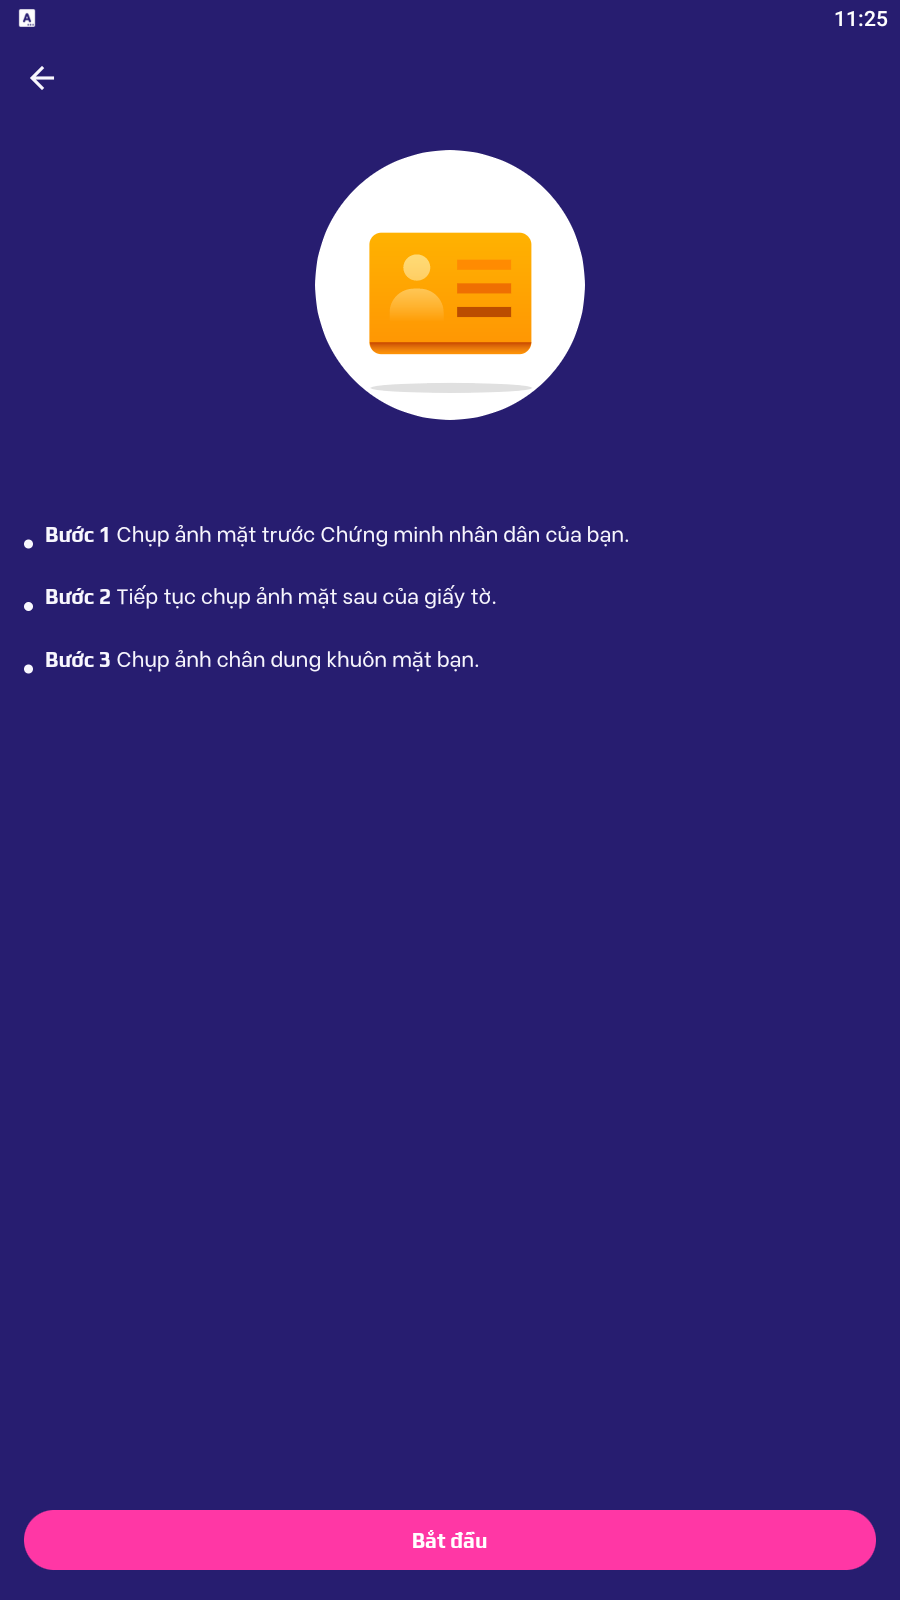 11:25
Bước 1 Chụp ảnh mặt trước Chứng minh nhân dân của bạn.
Bước 2 Tiếp tục chụp ảnh mặt sau của giấy tờ.
Bước 3 Chụp ảnh chân dung khuôn mặt bạn.
Bắt đầu